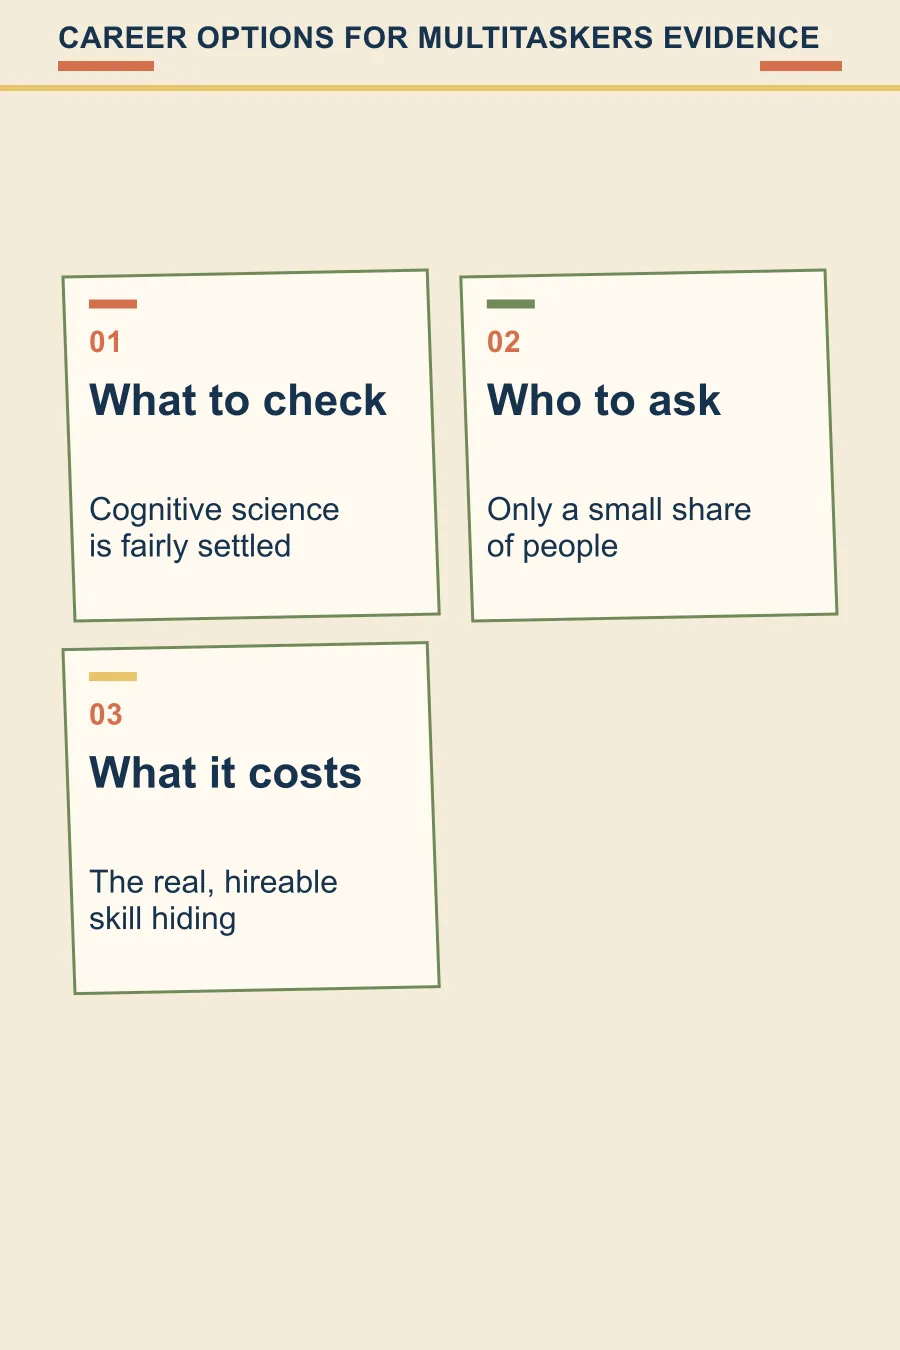 CAREER OPTIONS FOR MULTITASKERS EVIDENCE
01
What to check
Cognitive science
is fairly settled
02
Who to ask
Only a small share
of people
03
What it costs
The real, hireable
skill hiding